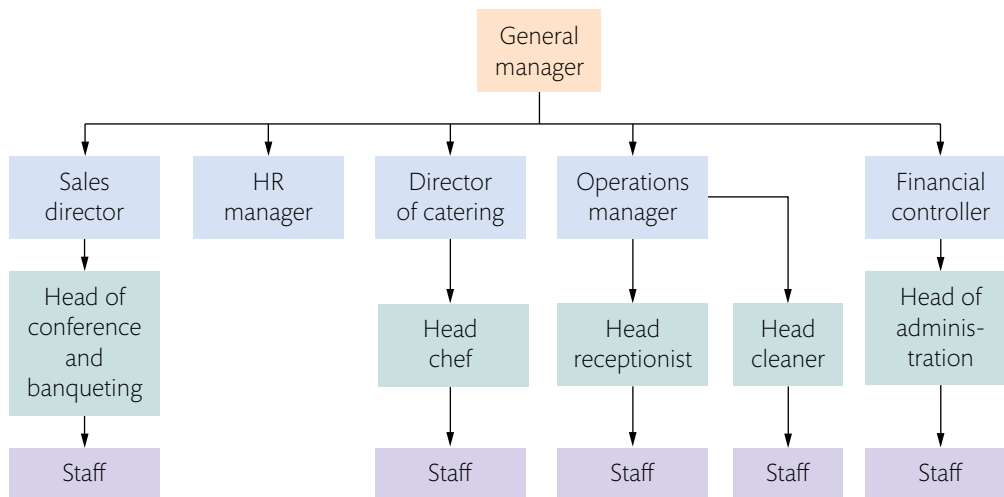 General
manager
Sales
director
HR
manager
Director
of catering
Operations
manager
Financial
controller
Head of
conference
and
banqueting
Head
chef
Head
receptionist
Head
cleaner
Head of
adminis-
tration
Staff
Staff
Staff
Staff
Staff